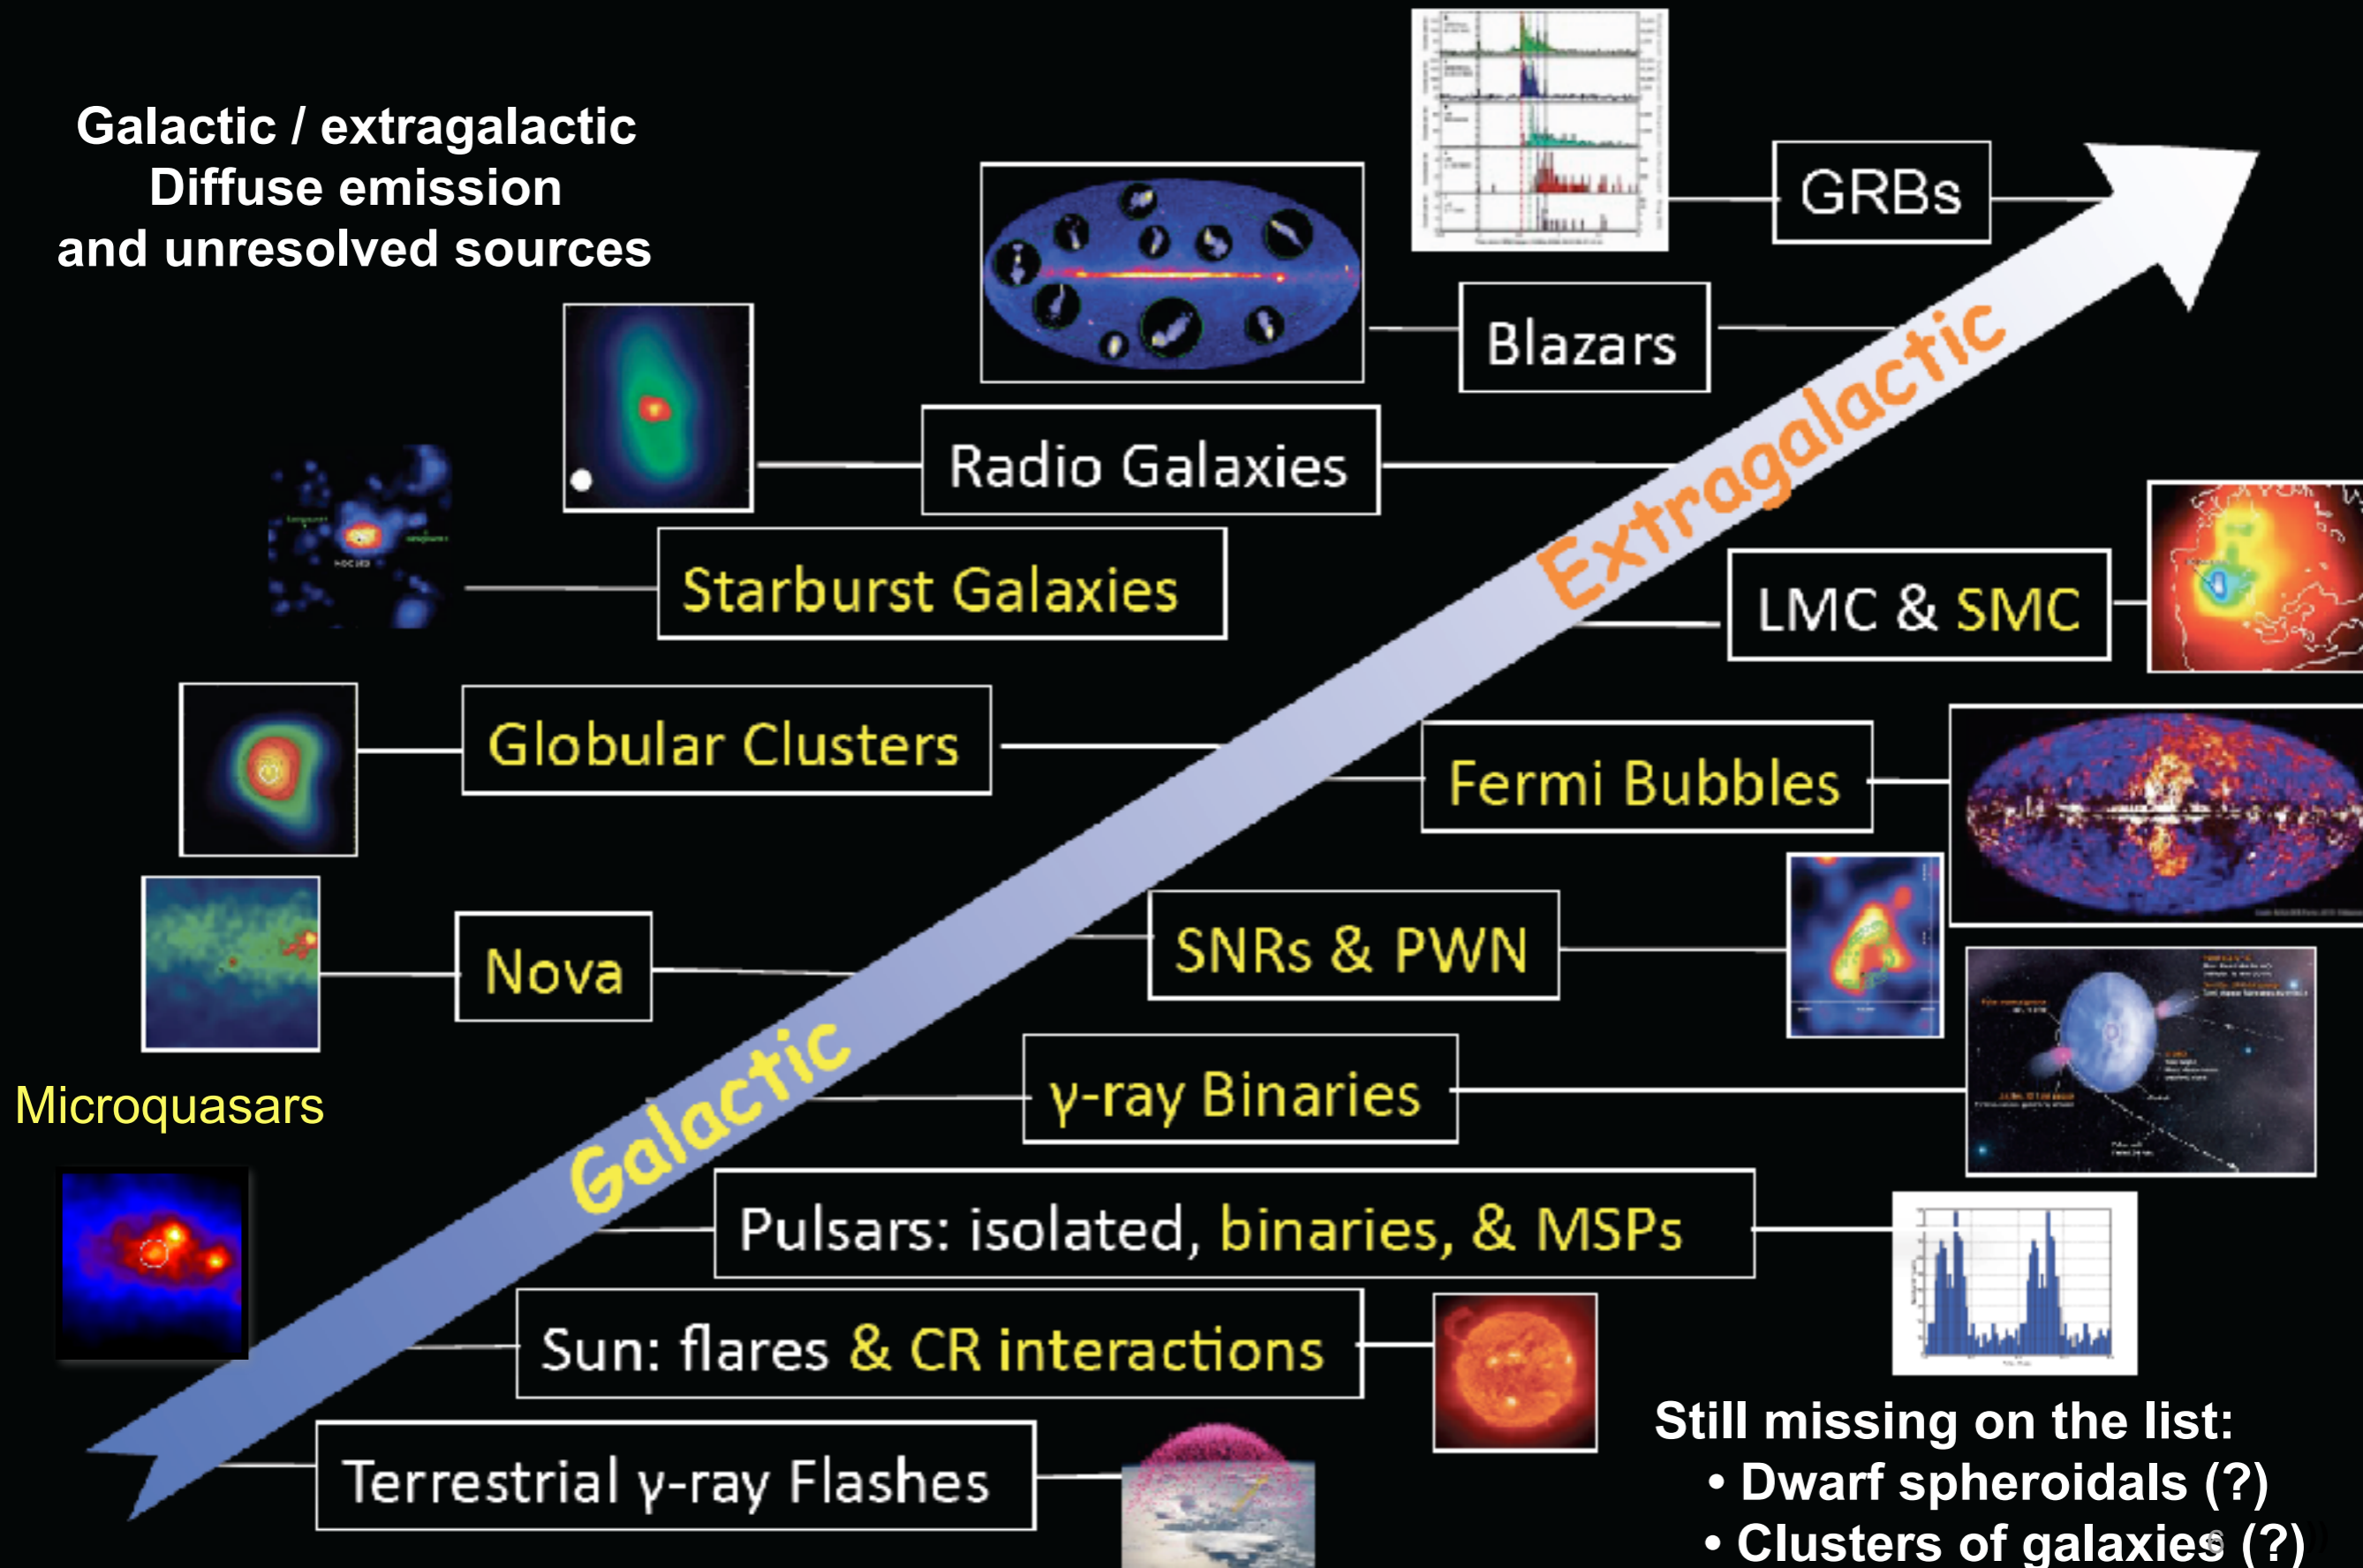 Galactic / extragalactic
Diffuse emission
and unresolved sources
GRBs
Blazars
Radio Galaxies
Extragalactic
Starburst Galaxies
LMC & SMC
Globular Clusters
Fermi Bubbles
SNRs & PWN
Nova
Galactic
γ-ray Binaries
Microquasars
Pulsars: isolated, binaries, & MSPs
Sun: flares & CR interactions
Terrestrial γ-ray Flashes
Still missing on the list:
• Dwarf spheroidals (?)
• Clusters of galaxies (?)
6